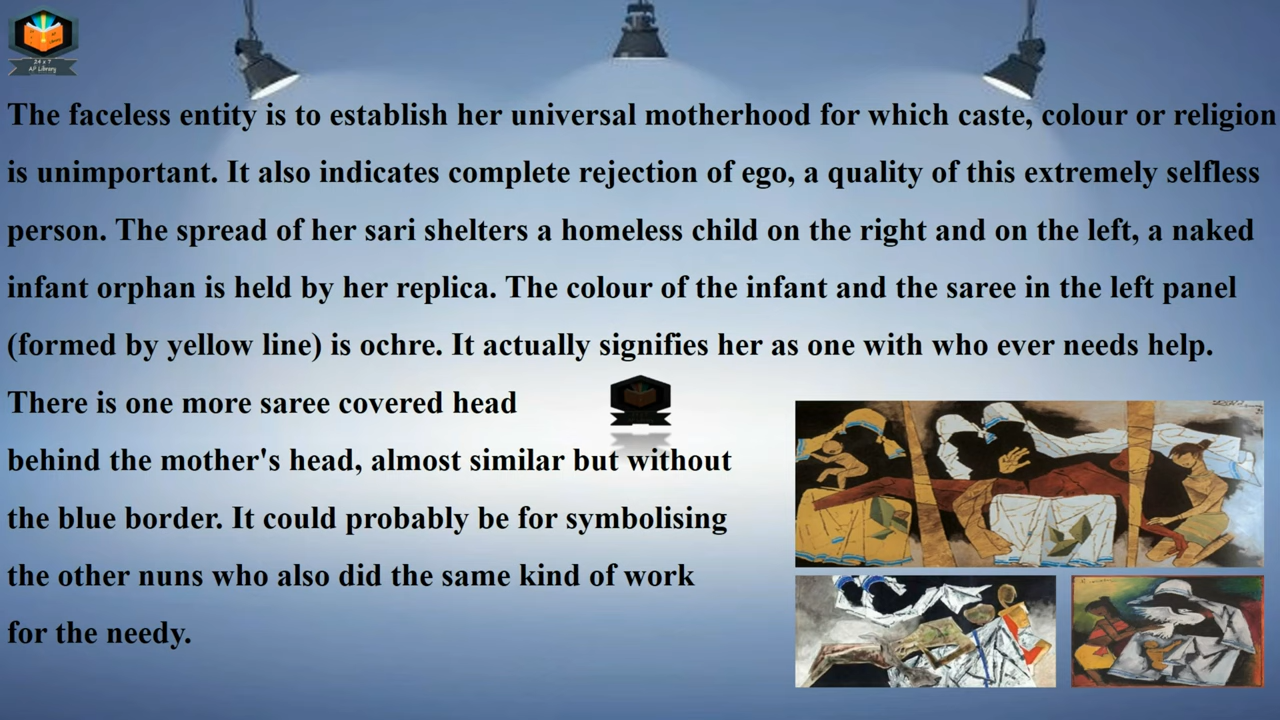 24 x 7
AP Library
The faceless entity is to establish her universal motherhood for which caste, colour or religion
is unimportant. It also indicates complete rejection of ego, a quality of this extremely selfless
person. The spread of her sari shelters a homeless child on the right and on the left, a naked
infant orphan is held by her replica. The colour of the infant and the saree in the left panel
(formed by yellow line) is ochre. It actually signifies her as one with who ever needs help.
There is one more saree covered head
behind the mother's head, almost similar but without
the blue border. It could probably be for symbolising
the other nuns who also did the same kind of work
for the needy.